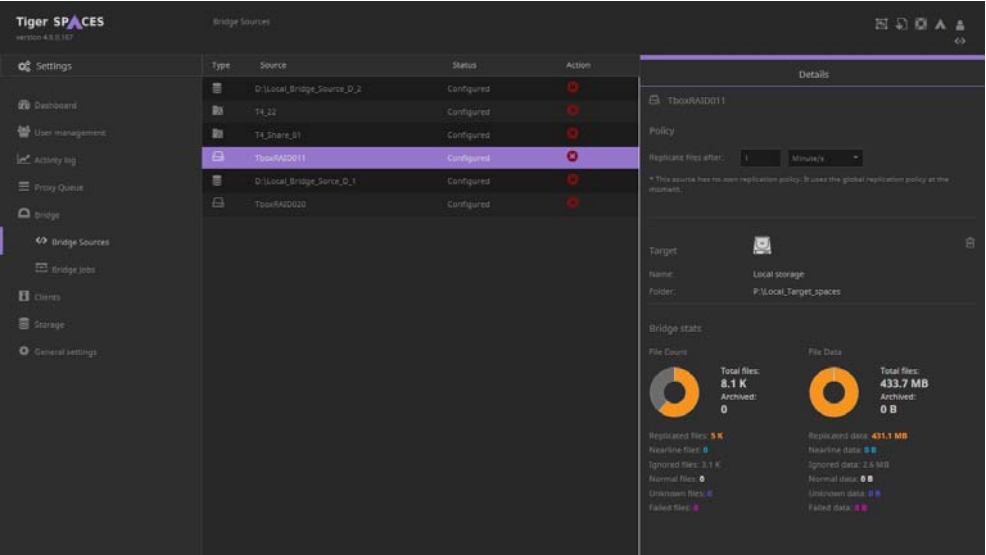 Tiger SPACES
version 4.0.0.167
Bridge Sources
Settings
Dashboard
User management
Activity log
Proxy Queue
Bridge
Bridge Sources
Bridge Jobs
Clients
Storage
General settings
Type Source Status Action
D:\Local_Bridge_Source_D_2 Configured
T4_22 Configured
T4_Share_01 Configured
TboxRAID011 Configured
D:\Local_Bridge_Sorce_D_1 Configured
TboxRAID020 Configured
Details
TboxRAID011
Policy
Replicate files after: 1 Minute/s
* This source has no own replication policy. It uses the global replication policy at the
moment.
Target
Name: Local storage
Folder: P:\Local_Target_spaces
Bridge stats
File Count
Total files:
8.1 K
Archived:
0
Replicated files: 5 K
Nearline files: 0
Ignored files: 3.1 K
Normal files: 0
Unknown files: 0
Failed files: 0
File Data
Total files:
433.7 MB
Archived:
0 B
Replicated data: 431.1 MB
Nearline data: 0 B
Ignored data: 2.6 MB
Normal data: 0 B
Unknown data: 0 B
Failed data: 0 B